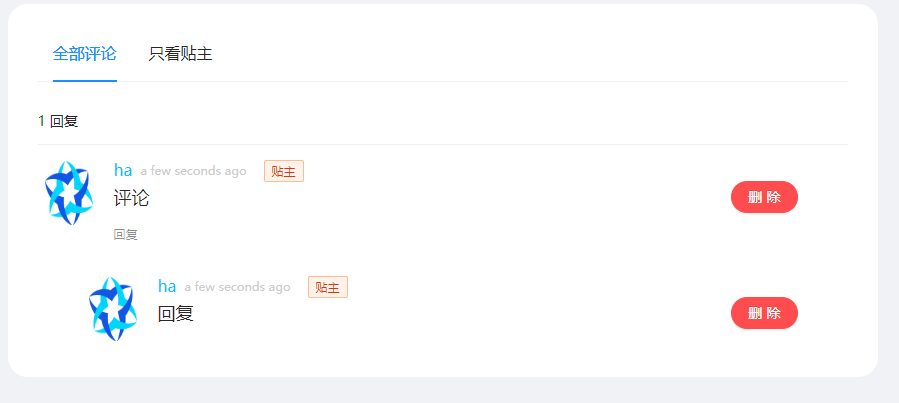 全部评论 只看贴主
1 回复
ha a few seconds ago 贴主
评论
删 除
回复
ha a few seconds ago 贴主
回复
删 除